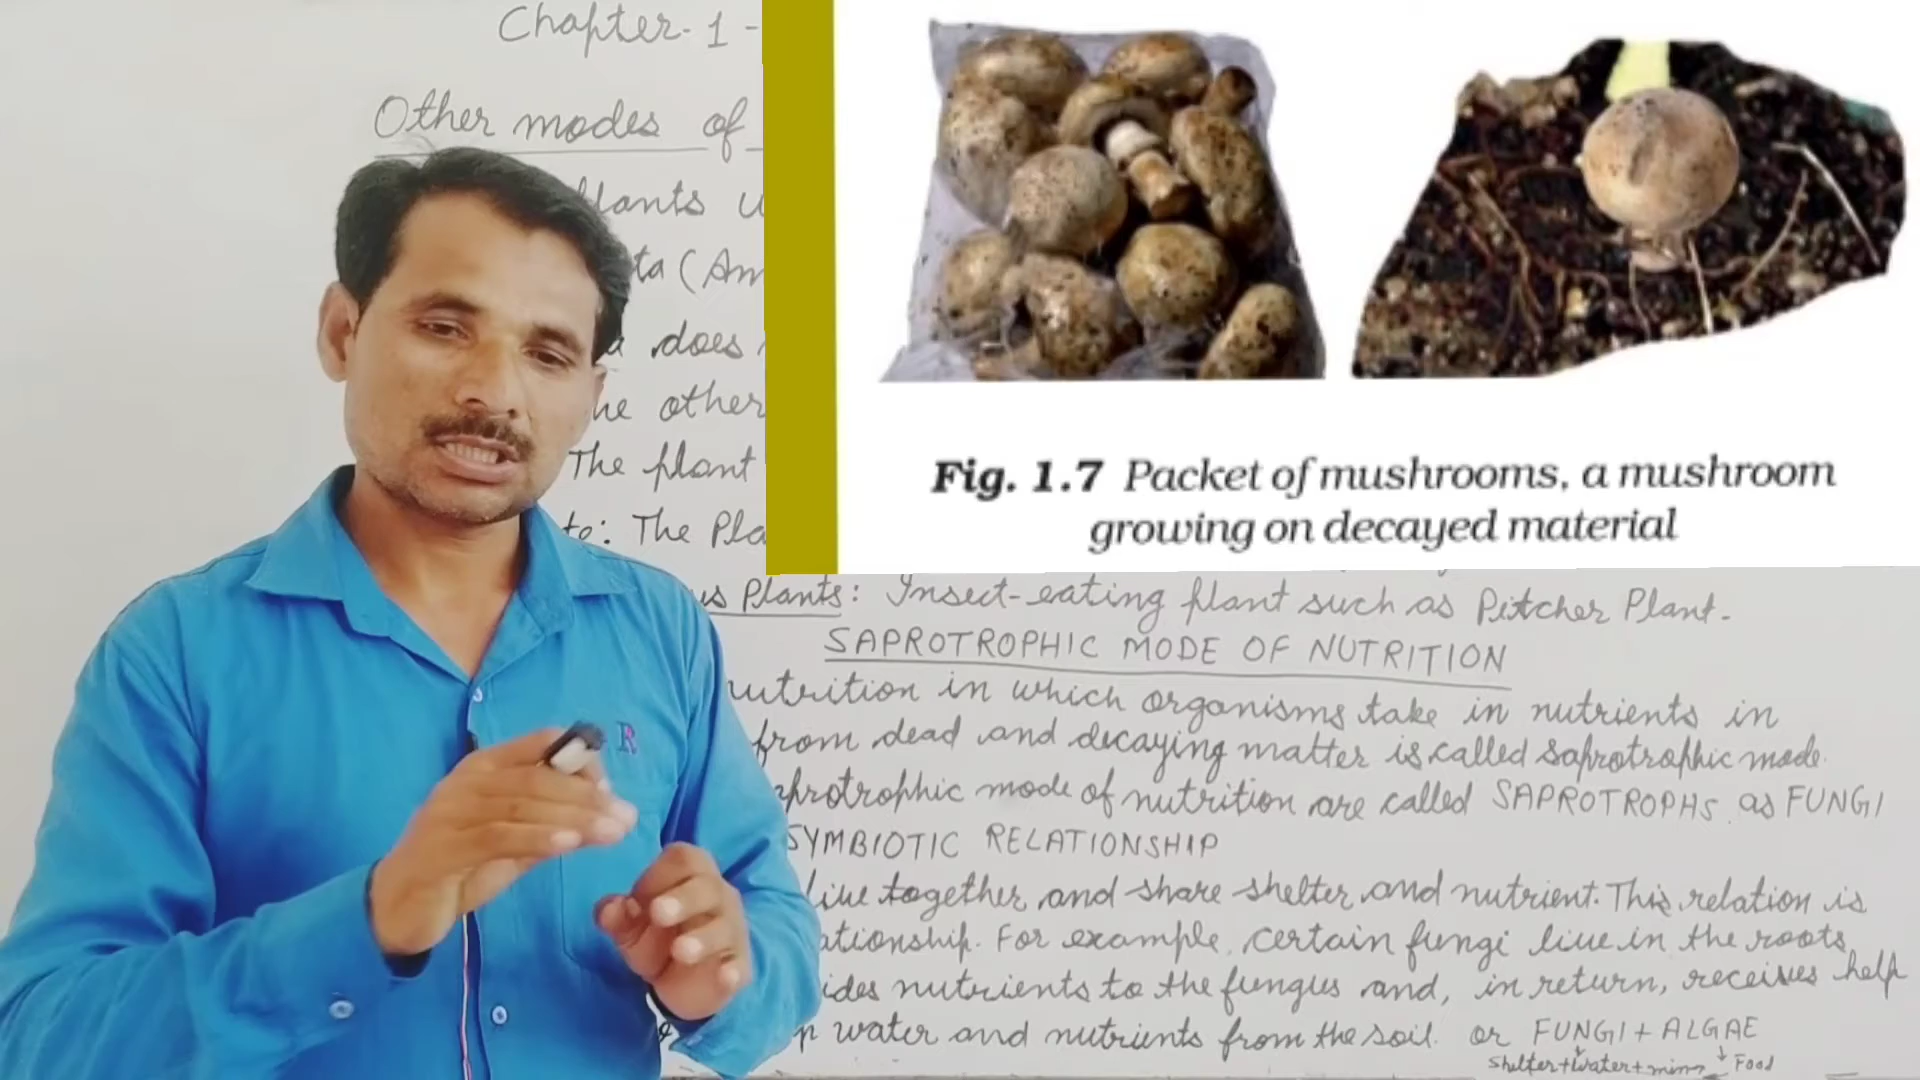 Chapter-1-
Other modes of
lants u
ta (Am
a does
he other
The plant
te: The Pla
Fig. 1.7 Packet of mushrooms, a mushroom
growing on decayed material
us Plants: Insect-eating plant such as Pitcher Plant.
SAPROTROPHIC MODE OF NUTRITION
nutrition in which organisms take in nutrients in
from dead and decaying matter is called saprotrophic mode.
aprotrophic mode of nutrition are called SAPROTROPHS. as FUNGI
SYMBIOTIC RELATIONSHIP
live together and share shelter and nutrient. This relation is
ationship. For example, certain fungi live in the roots
ides nutrients to the fungus and, in return, receives help
p water and nutrients from the soil. or FUNGI + ALGAE
Shelter+Water+min Food
R